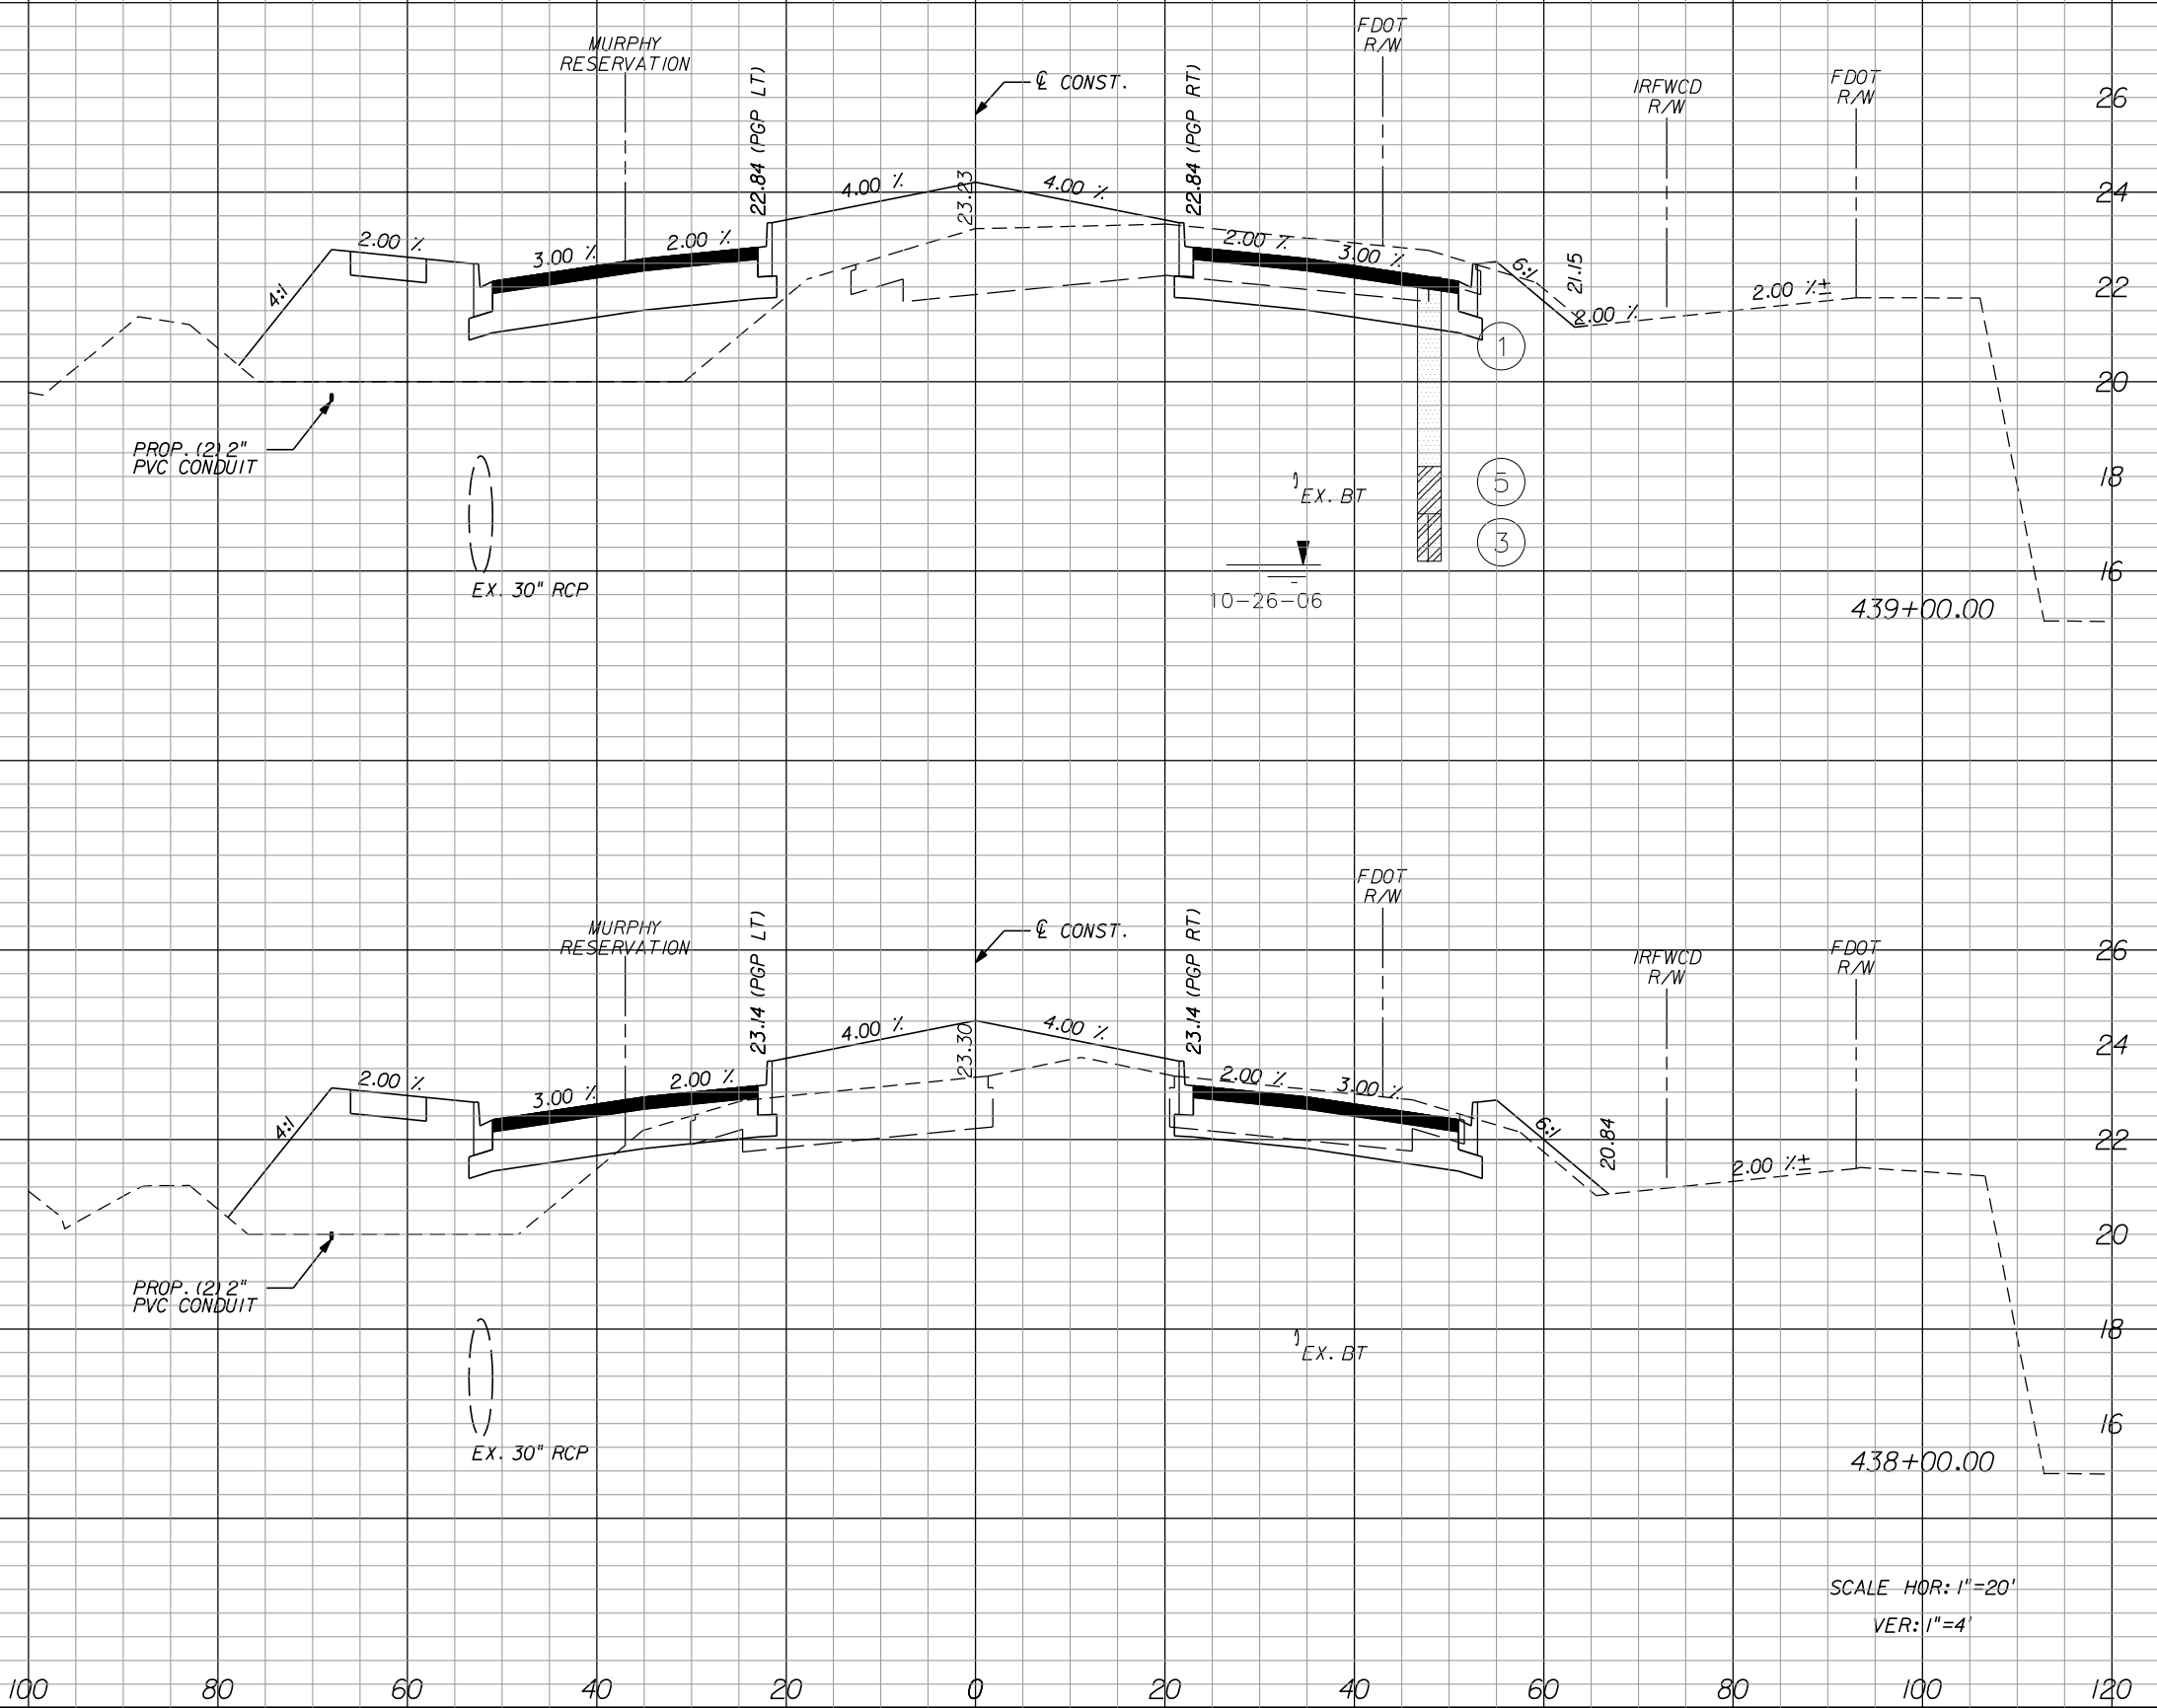 MURPHY
RESERVATION
22.84 (PGP LT)
℄ CONST.
22.84 (PGP RT)
FDOT
R/W
IRFWCD
R/W
FDOT
R/W
26
4.00 %
23.23
4.00 %
24
2.00 %
3.00 %
2.00 %
2.00 %
3.00 %
6:1
21.15
4:1
2.00 %
2.00 %±
22
1
20
PROP. (2) 2"
PVC CONDUIT
EX. BT
5
18
3
EX. 30" RCP
10-26-06
16
439+00.00
MURPHY
RESERVATION
23.14 (PGP LT)
℄ CONST.
23.14 (PGP RT)
FDOT
R/W
IRFWCD
R/W
FDOT
R/W
26
4.00 %
23.30
4.00 %
24
2.00 %
3.00 %
2.00 %
2.00 %
3.00 %
4:1
6:1
20.84
2.00 %±
22
20
PROP. (2) 2"
PVC CONDUIT
EX. BT
18
EX. 30" RCP
16
438+00.00
SCALE HOR: 1"=20'
VER: 1"=4'
100 80 60 40 20 0 20 40 60 80 100 120